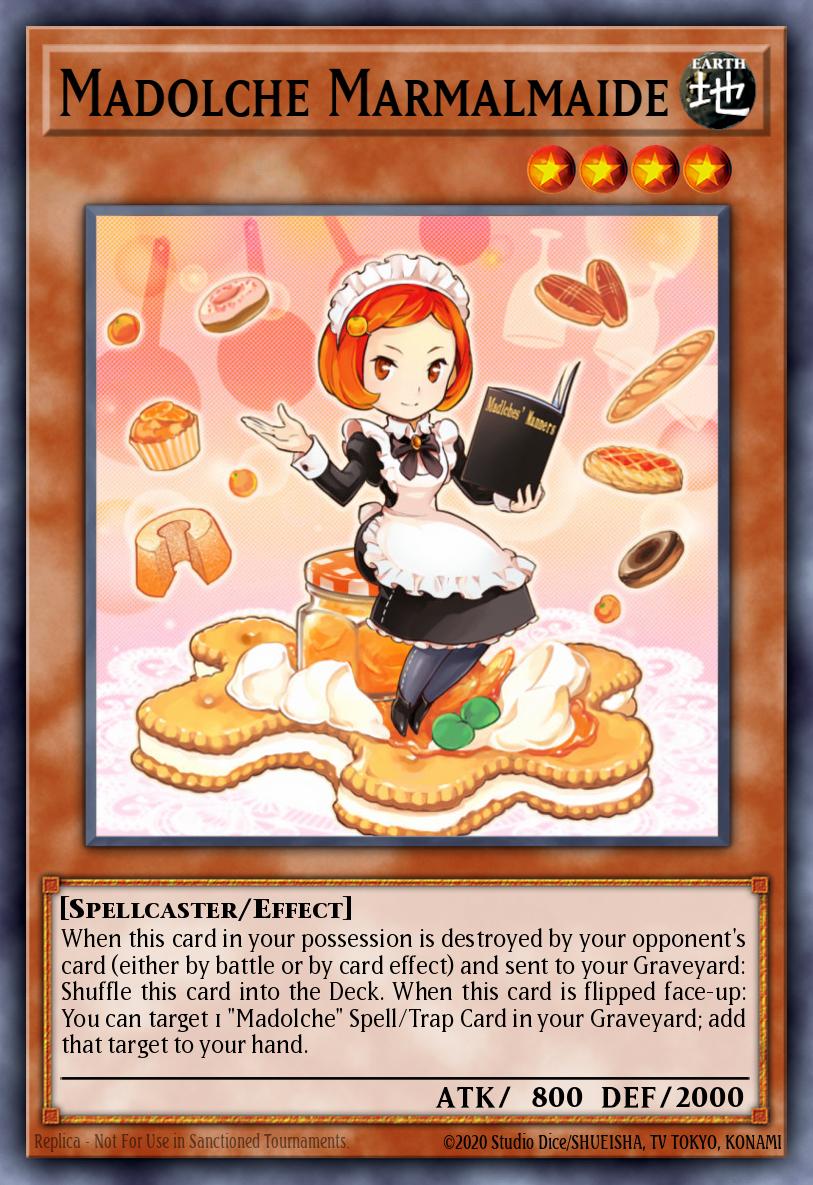 Madolche Marmalmaide
EARTH
地
Madlches' Manners
[Spellcaster/Effect]
When this card in your possession is destroyed by your opponent's
card (either by battle or by card effect) and sent to your Graveyard:
Shuffle this card into the Deck. When this card is flipped face-up:
You can target 1 "Madolche" Spell/Trap Card in your Graveyard; add
that target to your hand.
ATK/ 800 DEF/2000
Replica - Not For Use in Sanctioned Tournaments.
©2020 Studio Dice/SHUEISHA, TV TOKYO, KONAMI